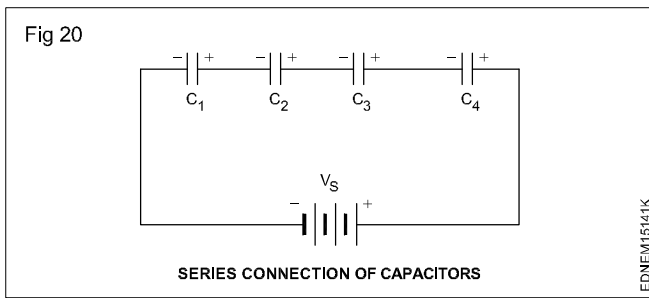 Fig 20
– + – + – + – +
C1 C2 C3 C4
VS
– +
SERIES CONNECTION OF CAPACITORS
EDNEM15141K